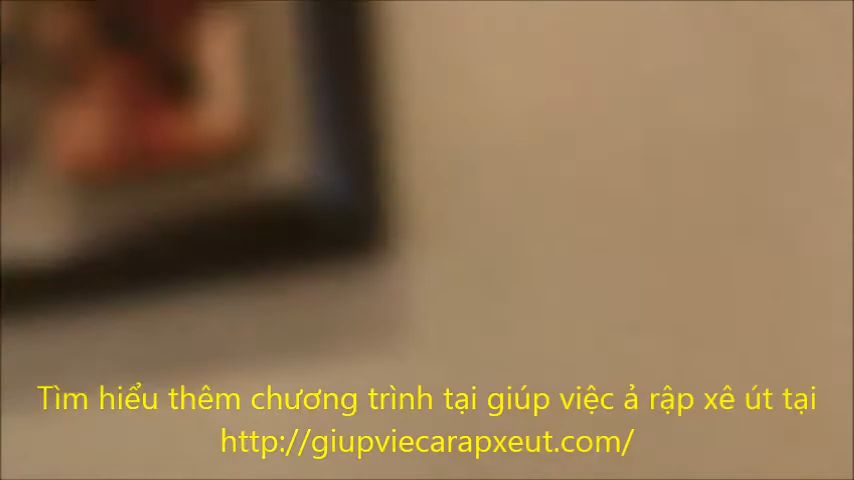 Tìm hiểu thêm chương trình tại giúp việc ả rập xê út tại
http://giupviecarapxeut.com/